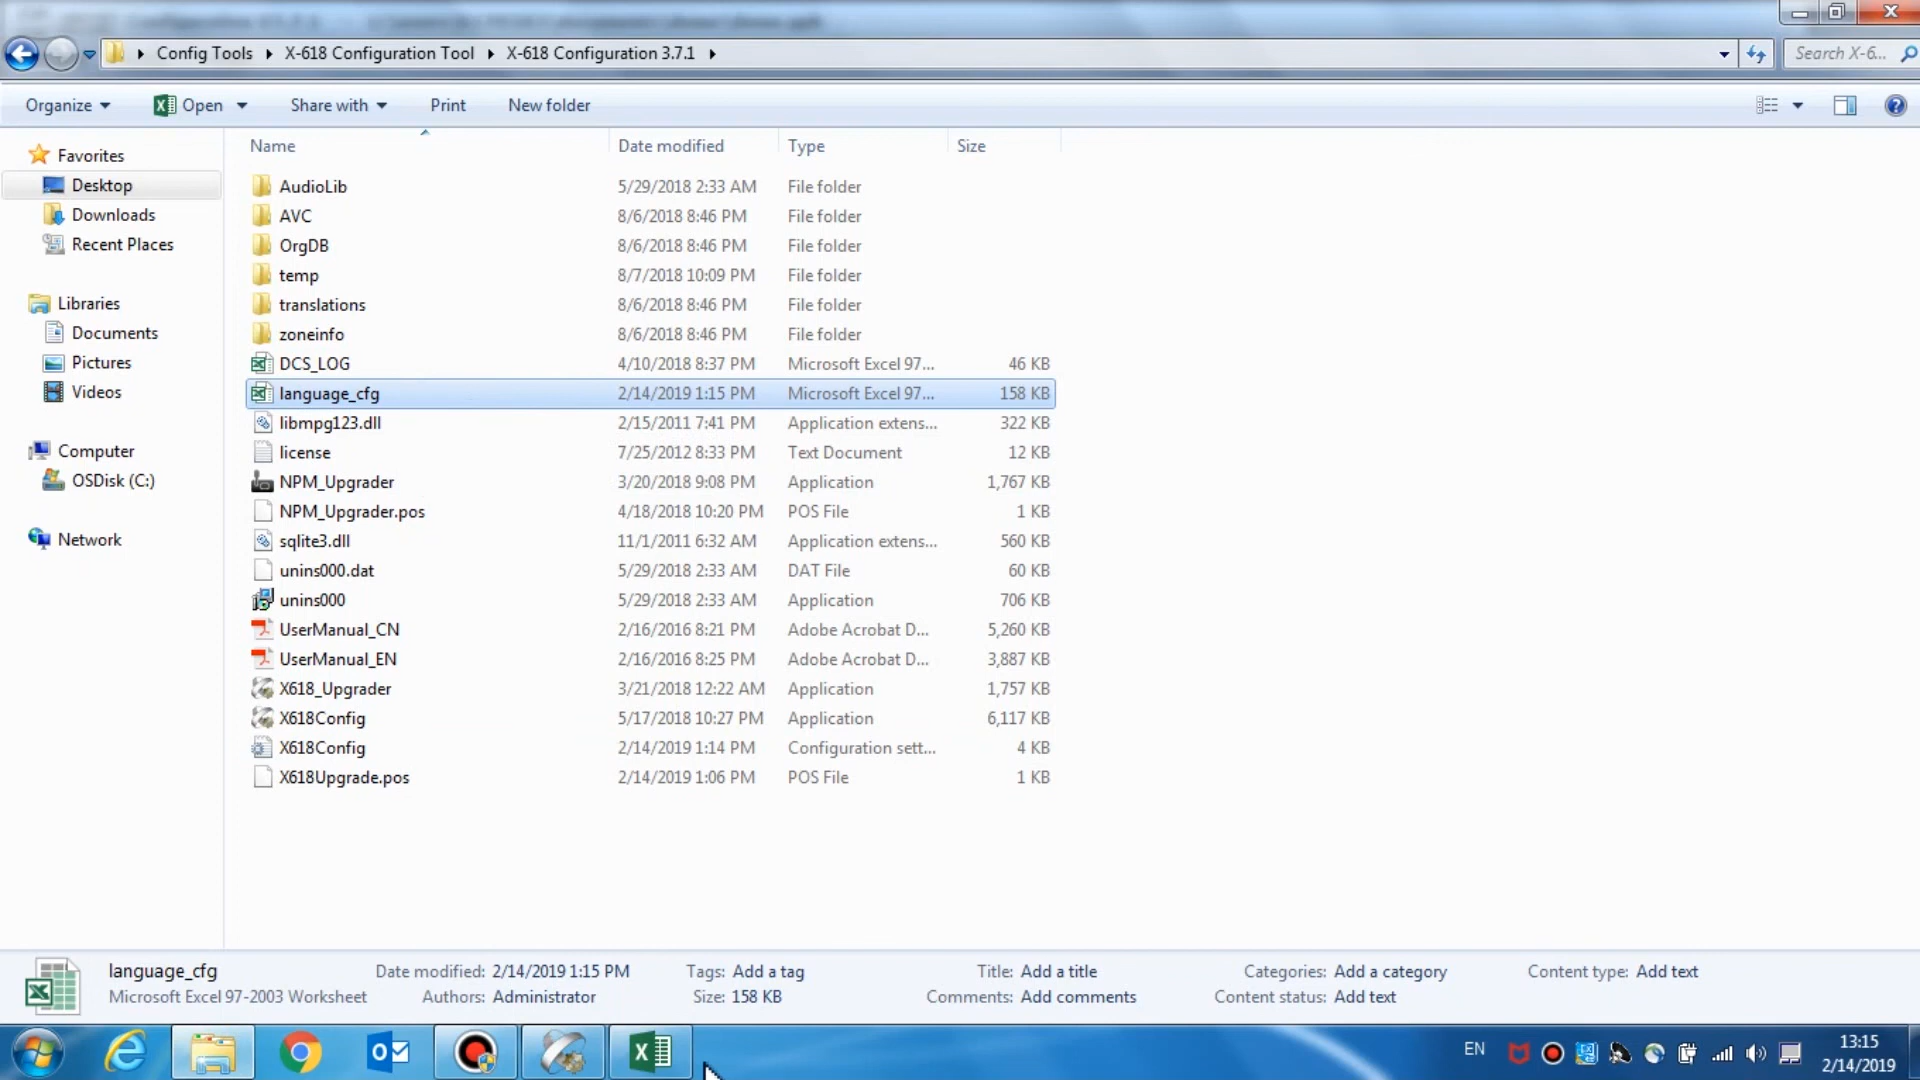 Config Tools X-618 Configuration Tool X-618 Configuration 3.7.1 Search X-6...
Organize Open Share with Print New folder
Name Date modified Type Size
Favorites
Desktop
Downloads
Recent Places
Libraries
Documents
Pictures
Videos
Computer
OSDisk (C:)
Network
AudioLib 5/29/2018 2:33 AM File folder
AVC 8/6/2018 8:46 PM File folder
OrgDB 8/6/2018 8:46 PM File folder
temp 8/7/2018 10:09 PM File folder
translations 8/6/2018 8:46 PM File folder
zoneinfo 8/6/2018 8:46 PM File folder
DCS_LOG 4/10/2018 8:37 PM Microsoft Excel 97... 46 KB
language_cfg 2/14/2019 1:15 PM Microsoft Excel 97... 158 KB
libmpg123.dll 2/15/2011 7:41 PM Application extens... 322 KB
license 7/25/2012 8:33 PM Text Document 12 KB
NPM_Upgrader 3/20/2018 9:08 PM Application 1,767 KB
NPM_Upgrader.pos 4/18/2018 10:20 PM POS File 1 KB
sqlite3.dll 11/1/2011 6:32 AM Application extens... 560 KB
unins000.dat 5/29/2018 2:33 AM DAT File 60 KB
unins000 5/29/2018 2:33 AM Application 706 KB
UserManual_CN 2/16/2016 8:21 PM Adobe Acrobat D... 5,260 KB
UserManual_EN 2/16/2016 8:25 PM Adobe Acrobat D... 3,887 KB
X618_Upgrader 3/21/2018 12:22 AM Application 1,757 KB
X618Config 5/17/2018 10:27 PM Application 6,117 KB
X618Config 2/14/2019 1:14 PM Configuration sett... 4 KB
X618Upgrade.pos 2/14/2019 1:06 PM POS File 1 KB
language_cfg Date modified: 2/14/2019 1:15 PM Tags: Add a tag Title: Add a title Categories: Add a category Content type: Add text
Microsoft Excel 97-2003 Worksheet Authors: Administrator Size: 158 KB Comments: Add comments Content status: Add text
EN 13:15
2/14/2019